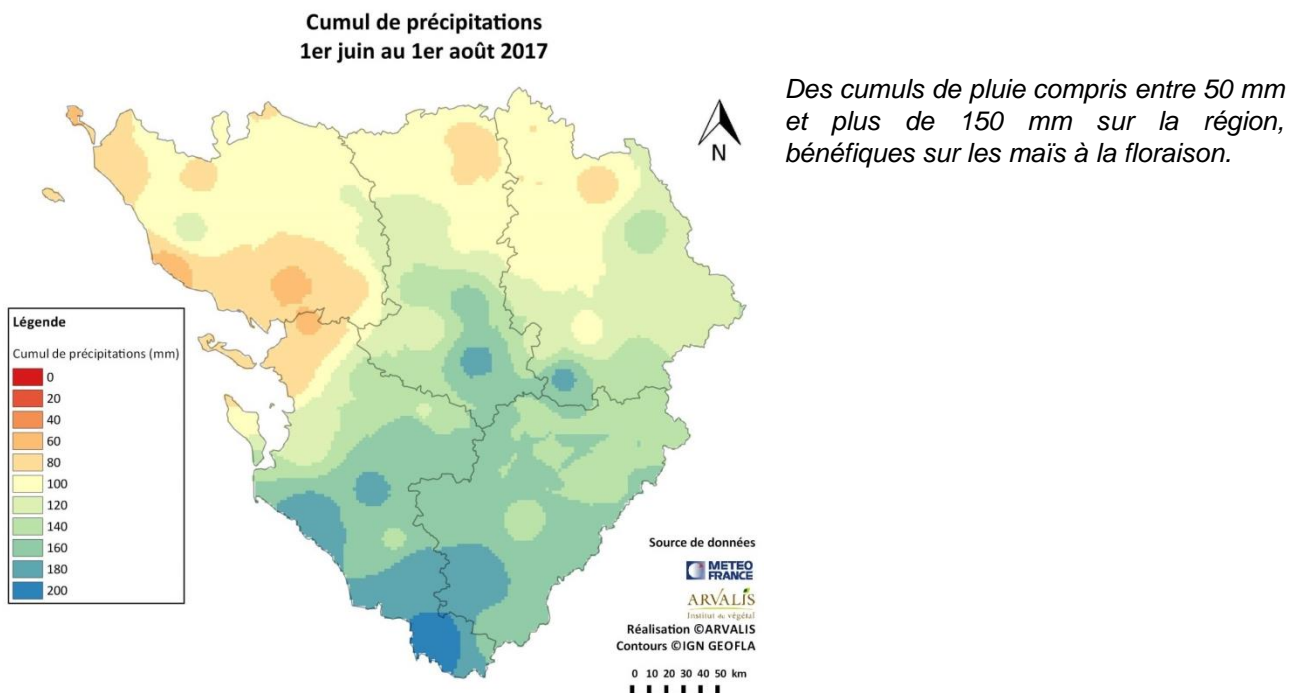 Cumul de précipitations
1er juin au 1er août 2017
Des cumuls de pluie compris entre 50 mm
et plus de 150 mm sur la région,
bénéfiques sur les maïs à la floraison.
N
Légende
Cumul de précipitations (mm)
0
20
40
60
80
100
120
140
160
180
200
Source de données
METEO
FRANCE
ARVALIS
Institut du végétal
Réalisation ©ARVALIS
Contours ©IGN GEOFLA
0 10 20 30 40 50 km